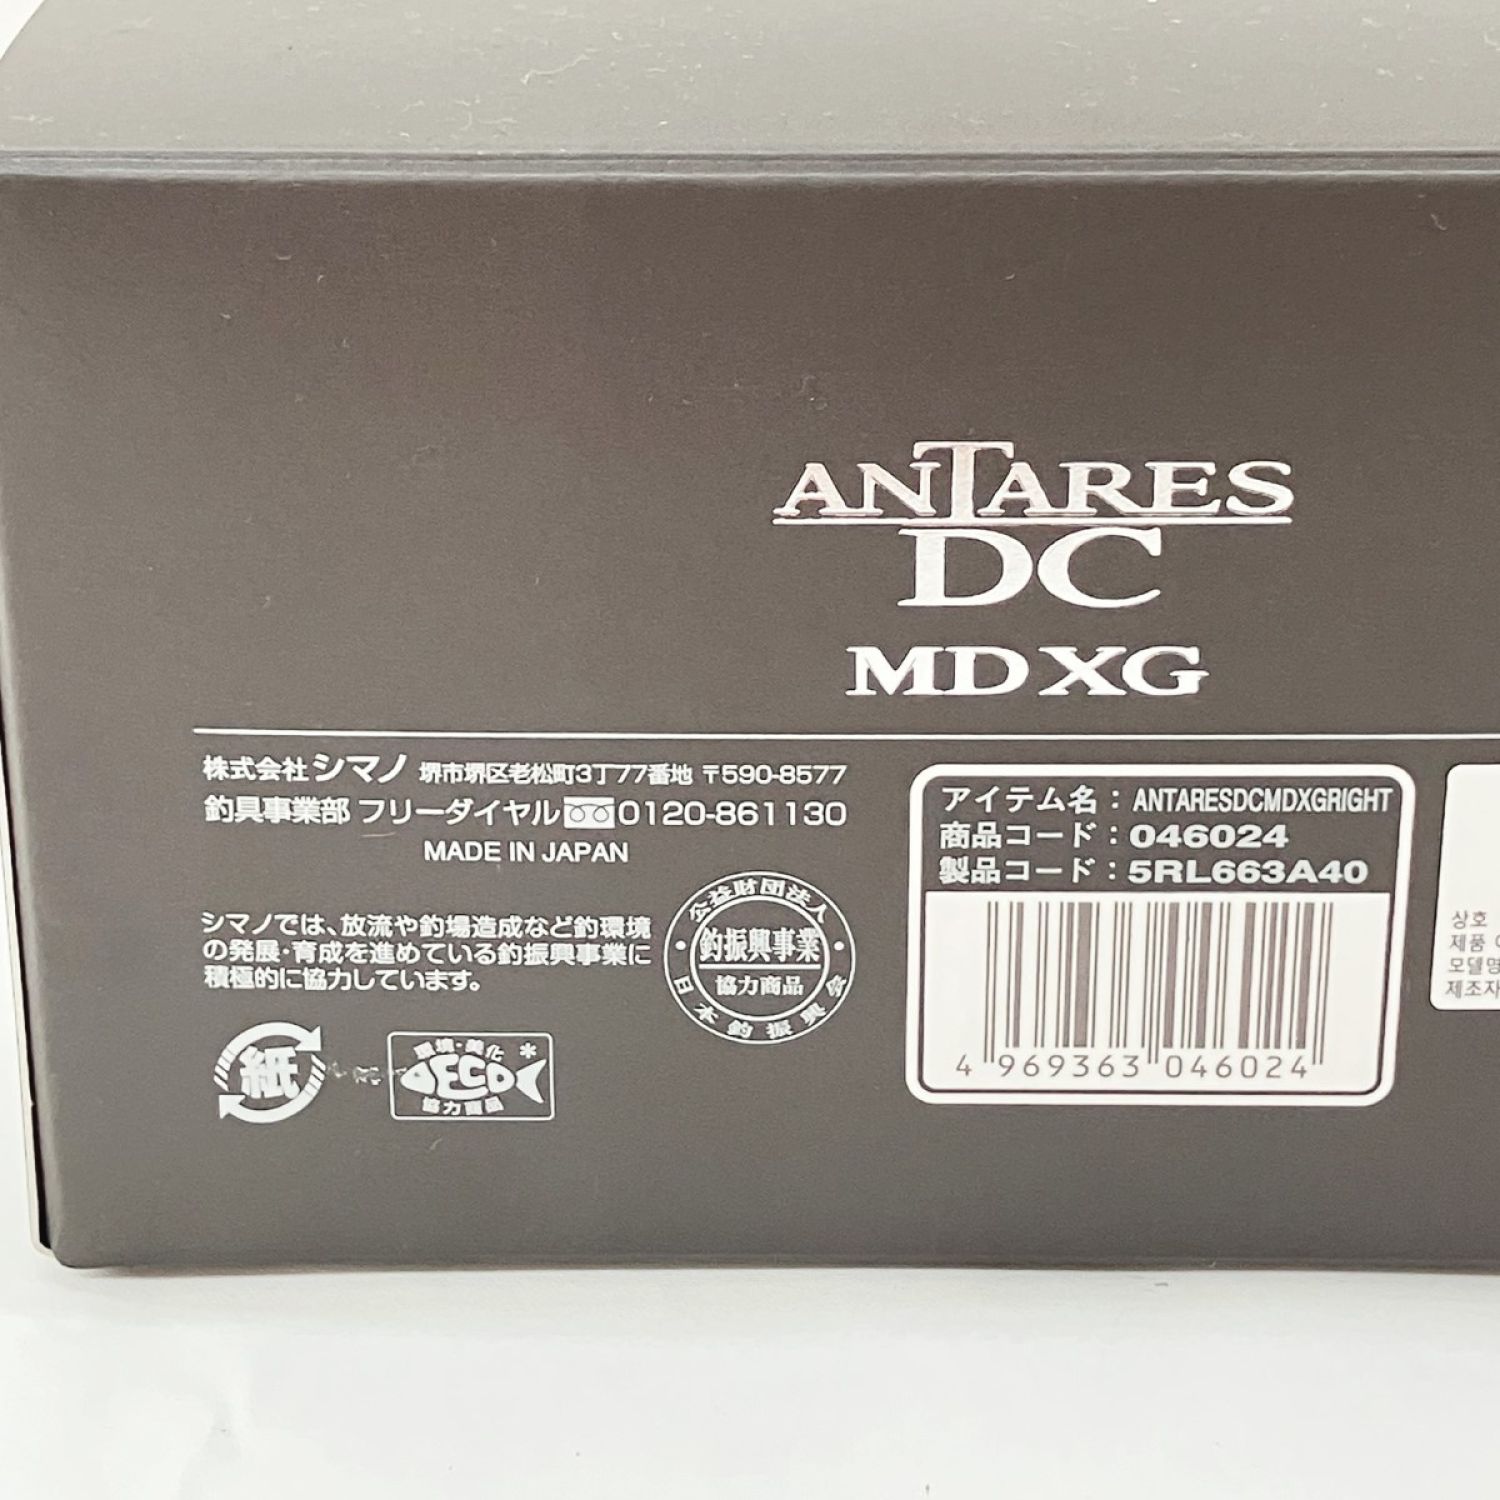 ANTARES
DC
MD XG
株式会社 シマノ 堺市堺区老松町3丁77番地 〒590-8577
釣具事業部 フリーダイヤル 0120-861130
MADE IN JAPAN
シマノでは、放流や釣場造成など釣環境
の発展・育成を進めている釣振興事業に
積極的に協力しています。
公益財団法人
釣振興事業
協力商品
日本釣振興会
紙
環境・美化
ECO
協力商品
アイテム名：ANTARESDCMDXGRIGHT
商品コード：046024
製品コード：5RL663A40
4 969363 046024
상호
제품
모델명
제조자